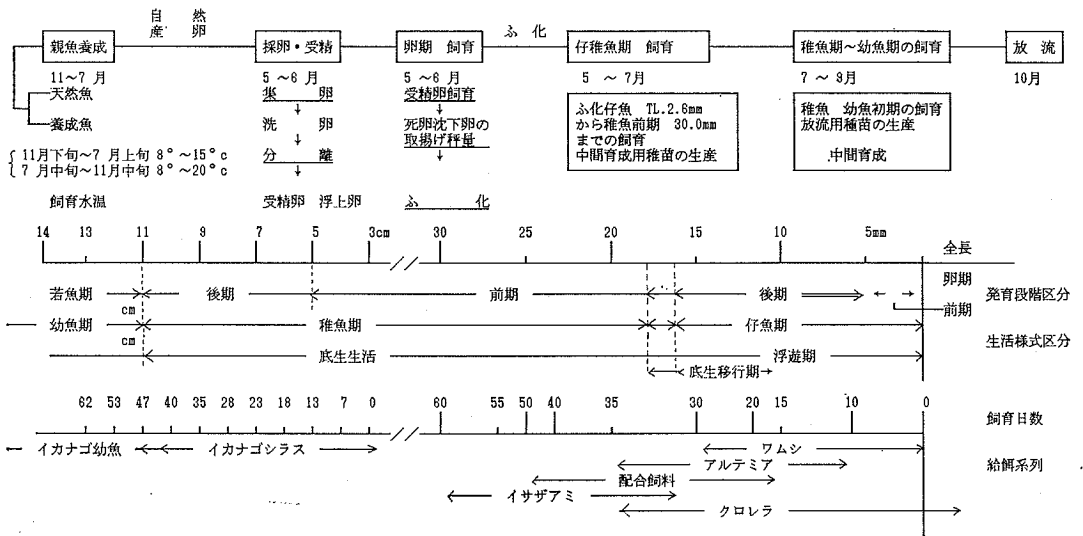 自 然
産 卵
ふ 化
親魚養成 採卵・受精 卵期 飼育 仔稚魚期 飼育 稚魚期～幼魚期の飼育 放 流
11～7 月 5 ～6 月 5 ～6 月 5 ～ 7月 7 ～ 9月 10月
天然魚 集 卵 受精卵飼育
養成魚 洗 卵 死卵沈下卵の
取揚げ秤量
ふ化仔魚 TL.2.6mm
から稚魚前期 30.0mm
までの飼育
中間育成用稚苗の生産
稚魚 幼魚初期の飼育
放流用種苗の生産
中間育成
11月下旬～7 月上旬 8°～15°c 分 離
7 月中旬～11月中旬 8°～20°c
飼育水温 受精卵 浮上卵 ふ 化
14 13 11 9 7 5 3cm 30 25 20 15 10 5mm 全長
卵期
若魚期 後期 前期 後期 発育段階区分
cm 前期
幼魚期 稚魚期 仔魚期
cm 生活様式区分
底生生活 浮遊期
底生移行期
62 53 47 40 35 28 23 18 13 7 0 60 55 50 40 35 30 20 15 10 0 飼育日数
イカナゴ幼魚 イカナゴシラス ワムシ
アルテミア 給餌系列
配合飼料
イサザアミ
クロレラ